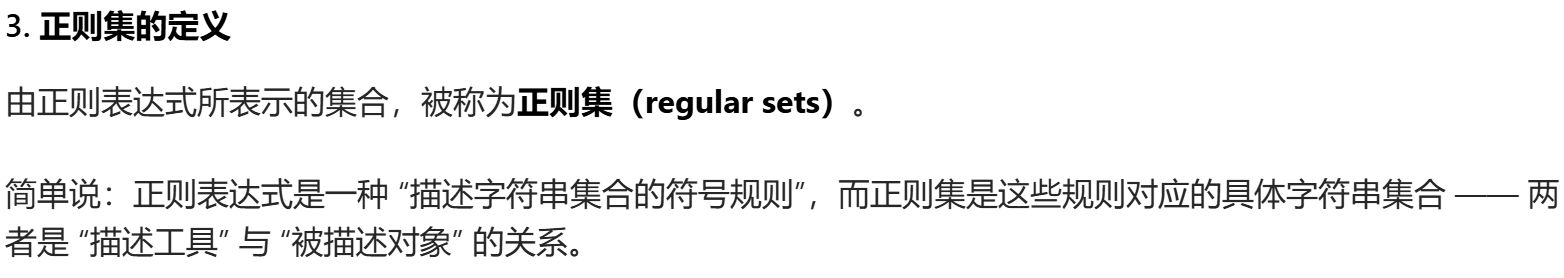 3. 正则集的定义
由正则表达式所表示的集合，被称为正则集（regular sets）。
简单说：正则表达式是一种 “描述字符串集合的符号规则”，而正则集是这些规则对应的具体字符串集合 —— 两
者是 “描述工具” 与 “被描述对象” 的关系。